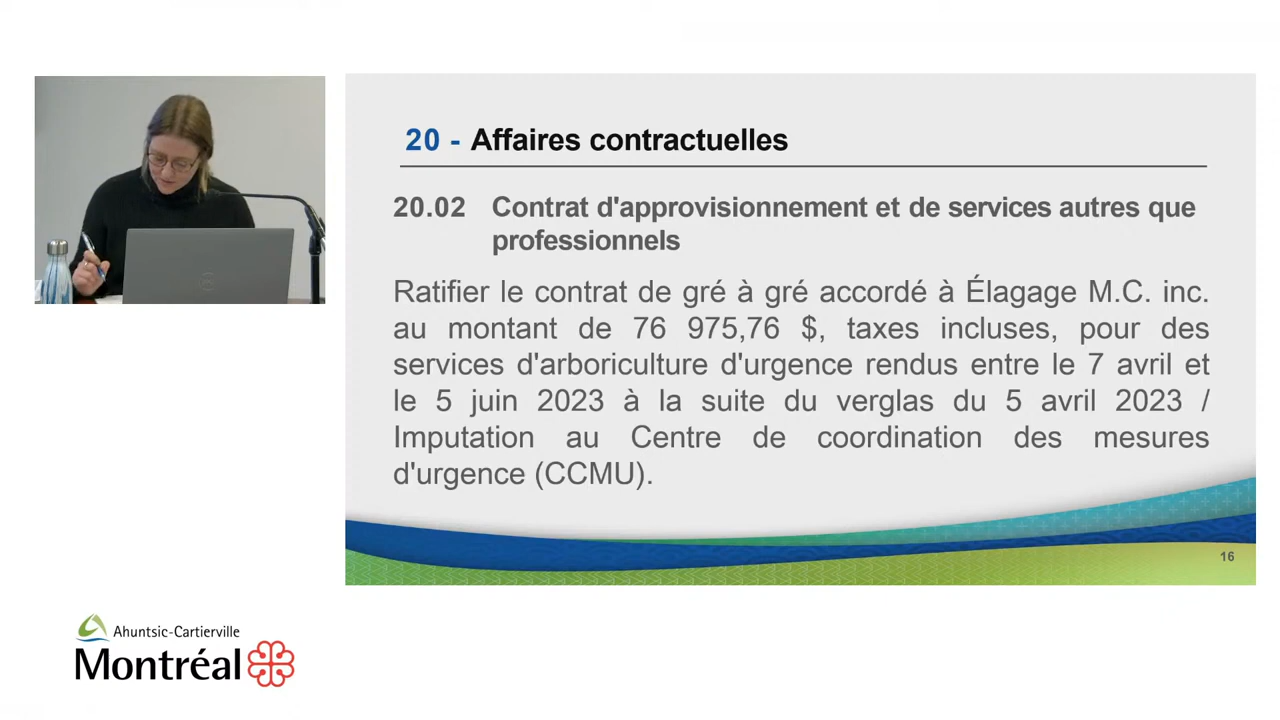 20 - Affaires contractuelles
20.02 Contrat d'approvisionnement et de services autres que
professionnels
Ratifier le contrat de gré à gré accordé à Élagage M.C. inc.
au montant de 76 975,76 $, taxes incluses, pour des
services d'arboriculture d'urgence rendus entre le 7 avril et
le 5 juin 2023 à la suite du verglas du 5 avril 2023 /
Imputation au Centre de coordination des mesures
d'urgence (CCMU).
16
Ahuntsic-Cartierville
Montréal